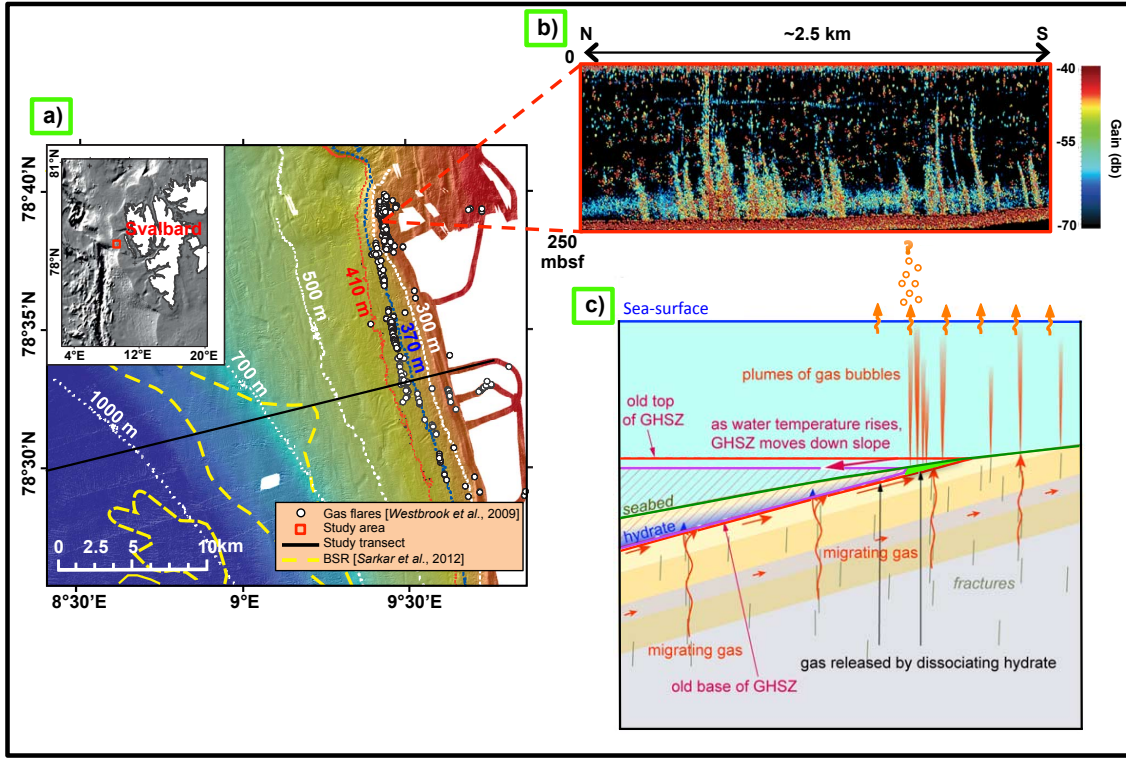 a)
81°N
78°N
4°E
12°E
20°E
Svalbard
78°40'N
78°35'N
78°30'N
8°30'E
9°E
9°30'E
500 m
410 m
370 m
300 m
700 m
1000 m
0 2.5 5 10km
Gas flares [Westbrook et al., 2009]
Study area
Study transect
BSR [Sarkar et al., 2012]
b)
N
~2.5 km
S
0
250
mbsf
-40
-55
-70
Gain (db)
c)
Sea-surface
plumes of gas bubbles
old top
of GHSZ
as water temperature rises,
GHSZ moves down slope
seabed
hydrate
migrating gas
fractures
migrating gas
gas released by dissociating hydrate
old base of GHSZ